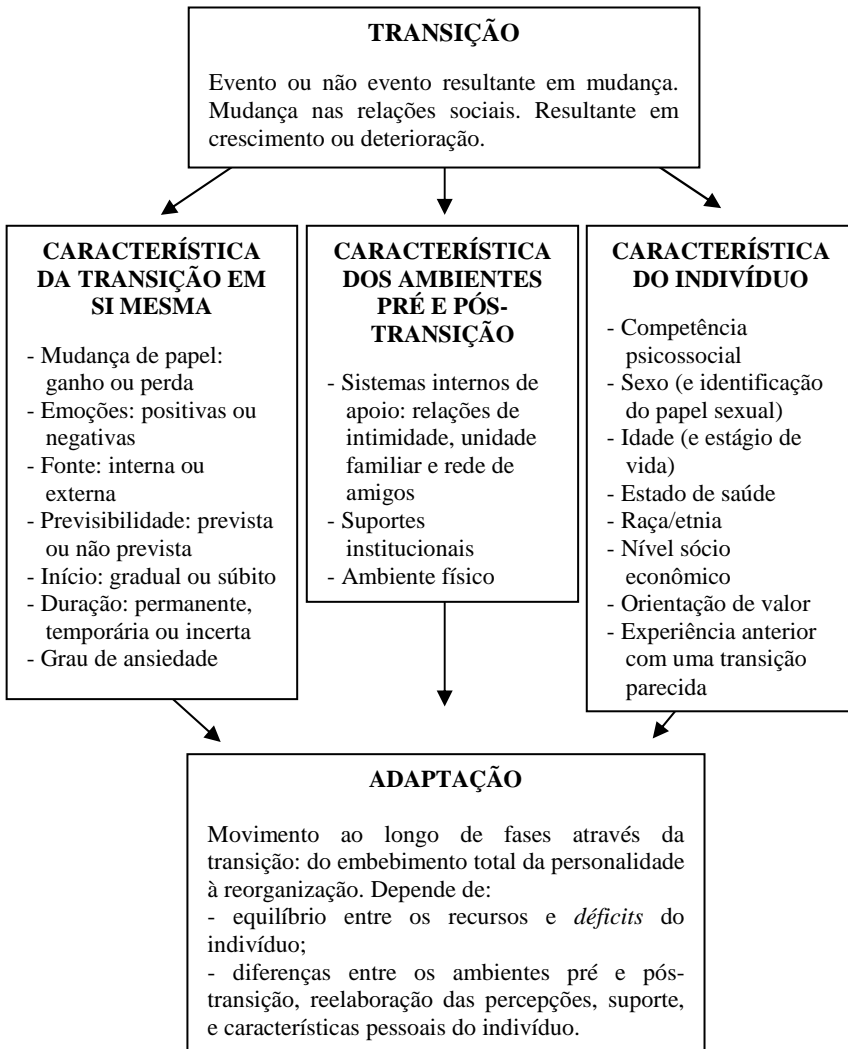 TRANSIÇÃO
Evento ou não evento resultante em mudança.
Mudança nas relações sociais. Resultante em
crescimento ou deterioração.
CARACTERÍSTICA
DA TRANSIÇÃO EM
SI MESMA
- Mudança de papel:
ganho ou perda
- Emoções: positivas ou
negativas
- Fonte: interna ou
externa
- Previsibilidade: prevista
ou não prevista
- Início: gradual ou súbito
- Duração: permanente,
temporária ou incerta
- Grau de ansiedade
CARACTERÍSTICA
DOS AMBIENTES
PRÉ E PÓS-
TRANSIÇÃO
- Sistemas internos de
apoio: relações de
intimidade, unidade
familiar e rede de
amigos
- Suportes
institucionais
- Ambiente físico
CARACTERÍSTICA
DO INDIVÍDUO
- Competência
psicossocial
- Sexo (e identificação
do papel sexual)
- Idade (e estágio de
vida)
- Estado de saúde
- Raça/etnia
- Nível sócio
econômico
- Orientação de valor
- Experiência anterior
com uma transição
parecida
ADAPTAÇÃO
Movimento ao longo de fases através da
transição: do embebimento total da personalidade
à reorganização. Depende de:
- equilíbrio entre os recursos e déficits do
indivíduo;
- diferenças entre os ambientes pré e pós-
transição, reelaboração das percepções, suporte,
e características pessoais do indivíduo.